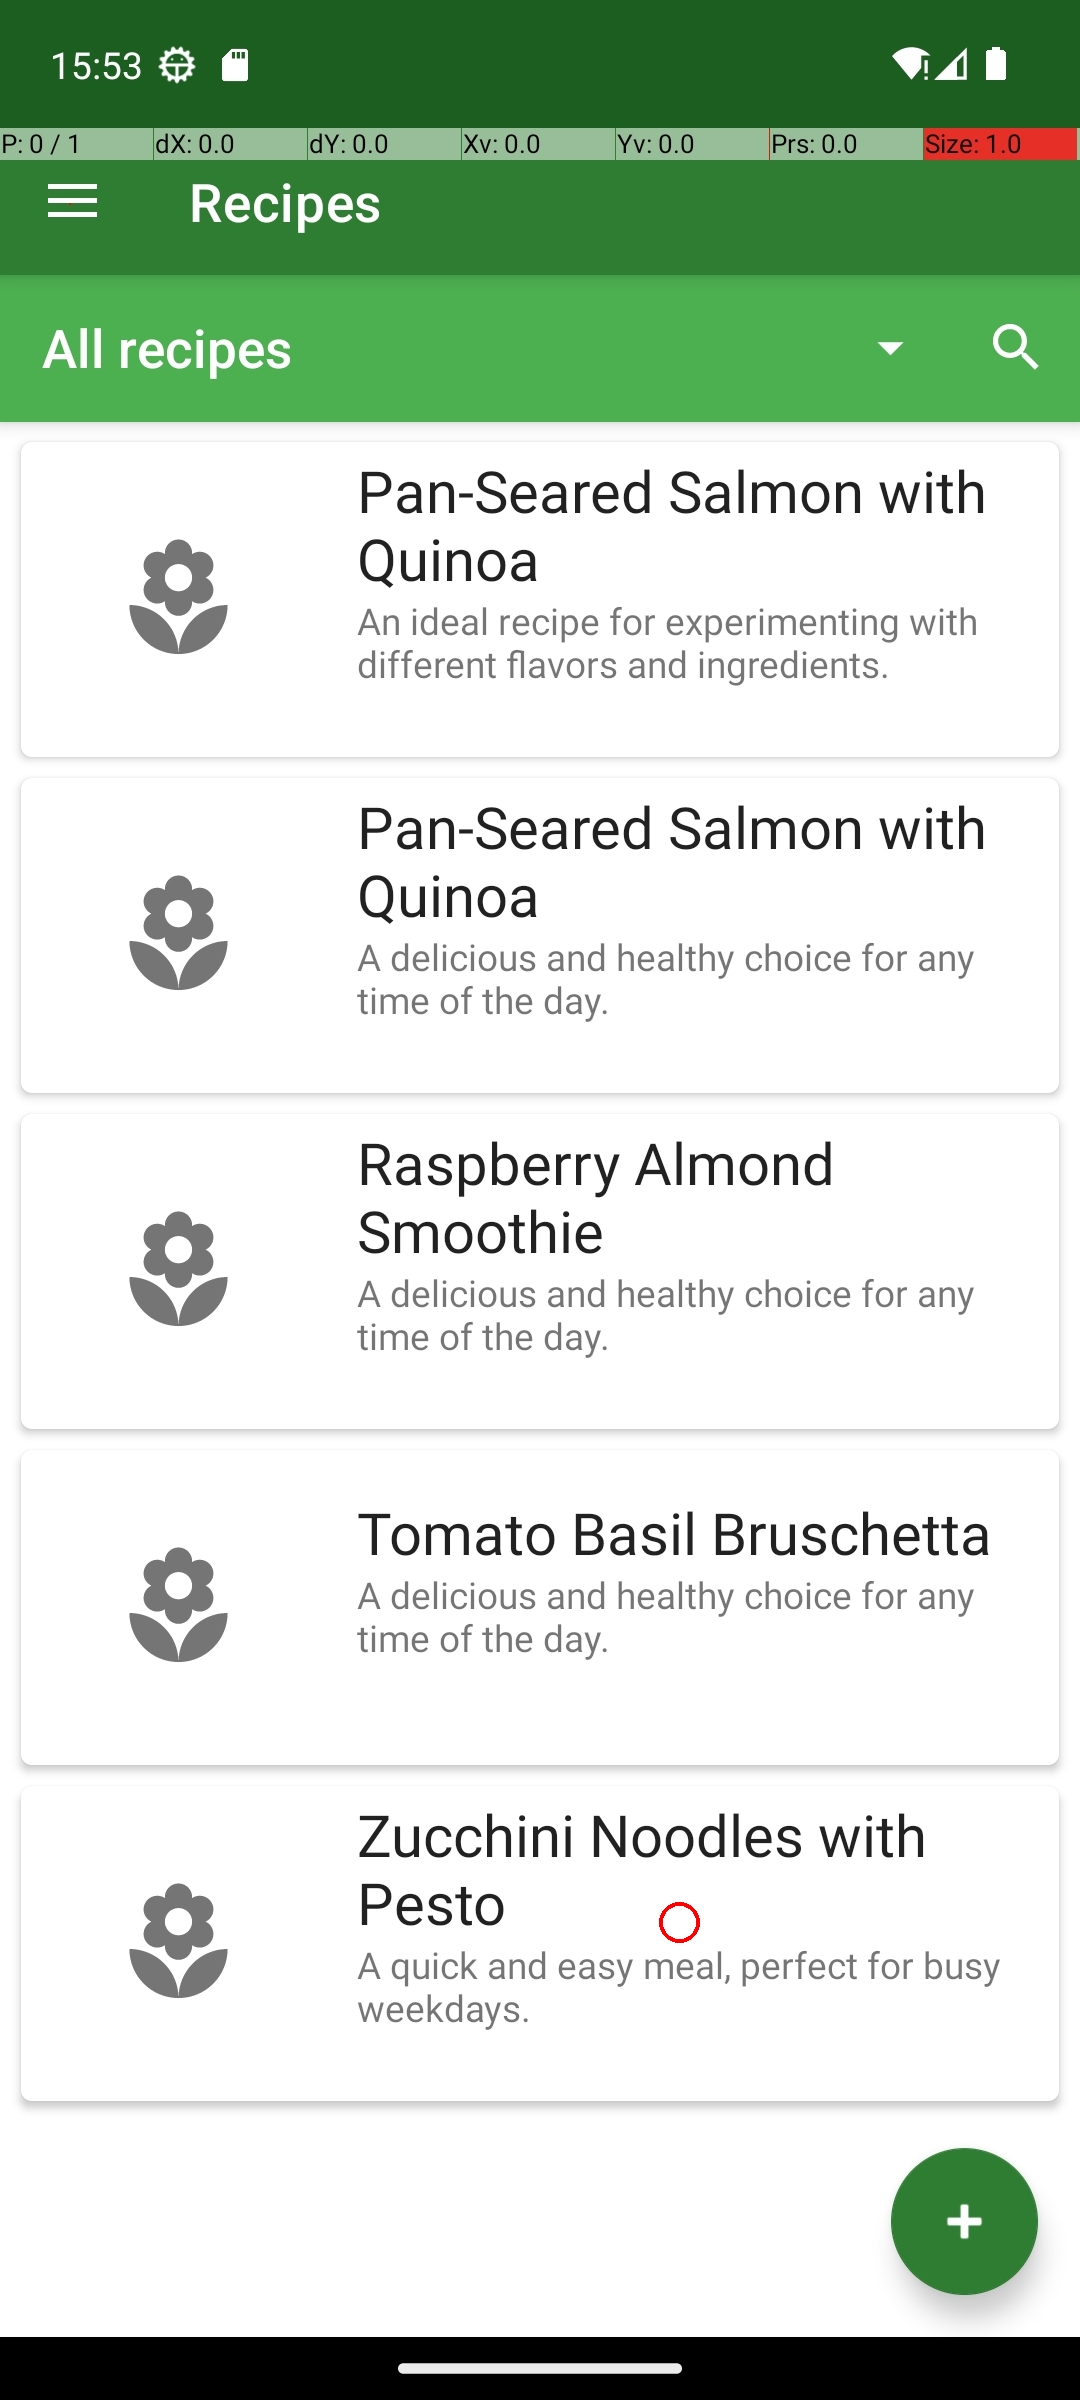 15:53
P: 0 / 1 dX: 0.0 dY: 0.0 Xv: 0.0 Yv: 0.0 Prs: 0.0 Size: 1.0
Recipes
All recipes
Pan-Seared Salmon with
Quinoa
An ideal recipe for experimenting with
different flavors and ingredients.
Pan-Seared Salmon with
Quinoa
A delicious and healthy choice for any
time of the day.
Raspberry Almond
Smoothie
A delicious and healthy choice for any
time of the day.
Tomato Basil Bruschetta
A delicious and healthy choice for any
time of the day.
Zucchini Noodles with
Pesto
A quick and easy meal, perfect for busy
weekdays.